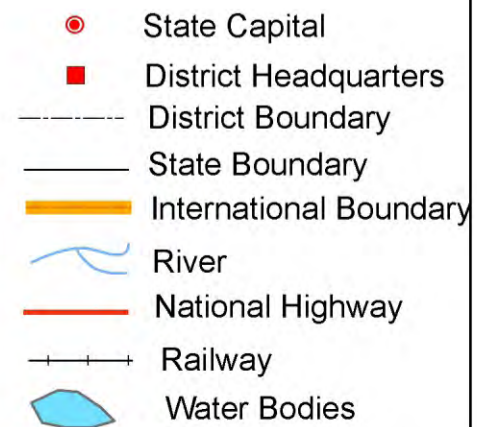 State Capital
District Headquarters
District Boundary
State Boundary
International Boundary
River
National Highway
Railway
Water Bodies